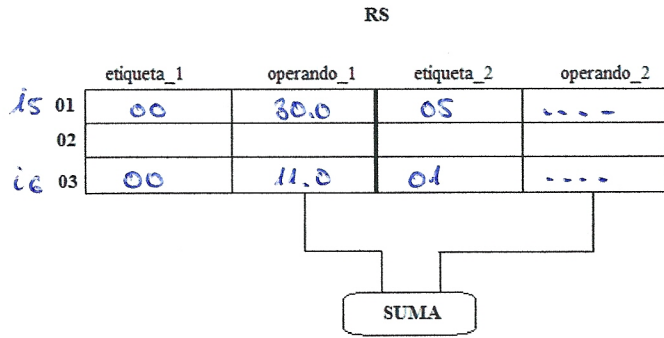 RS
etiqueta_1 operando_1 etiqueta_2 operando_2
i5 01 00 30.0 05 ----
02
i6 03 00 11.0 01 ----
SUMA